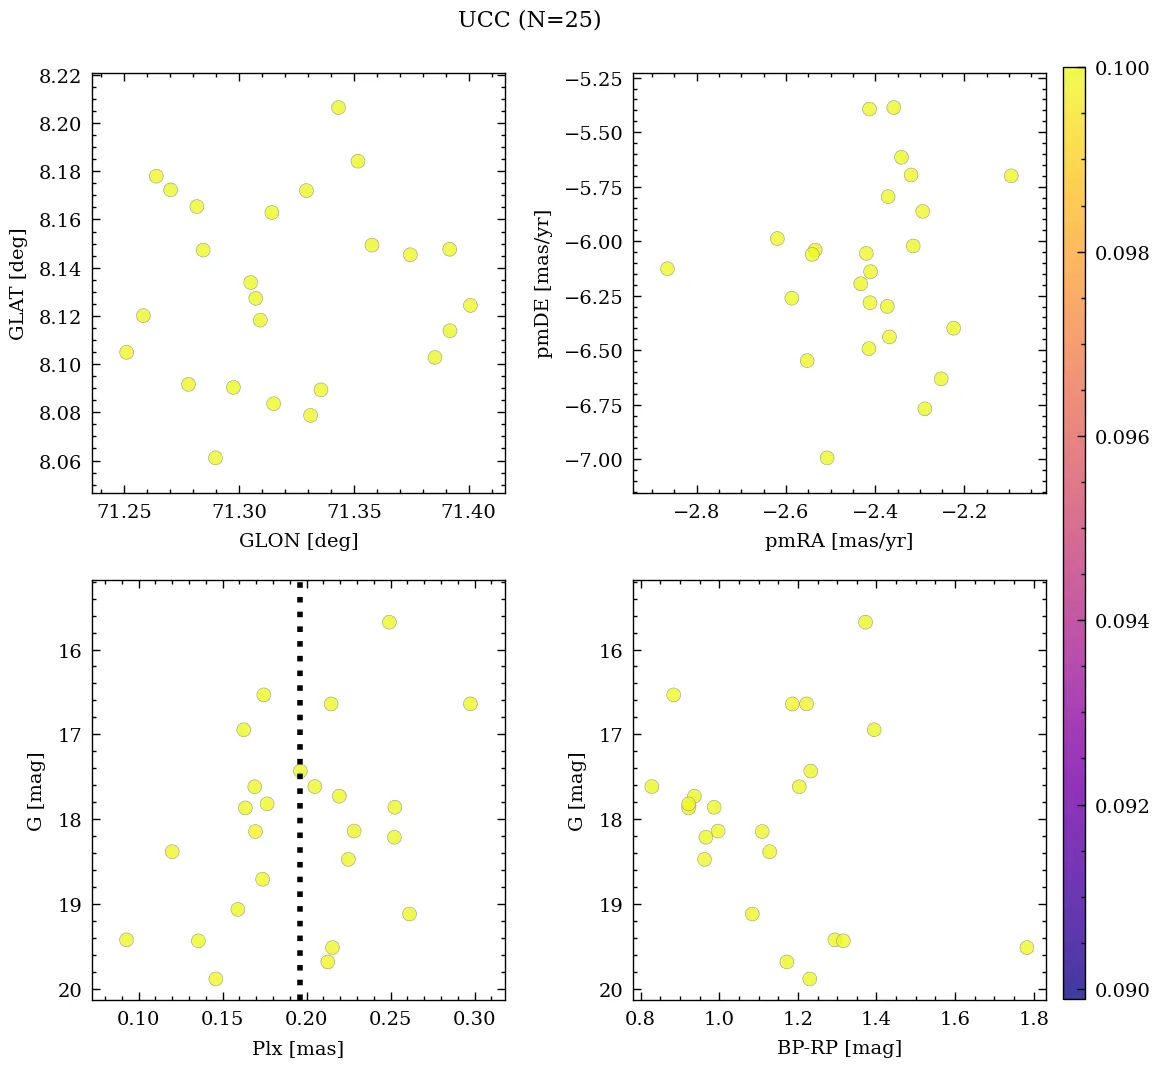 UCC (N=25)
8.22
8.20
8.18
8.16
8.14
8.12
8.10
8.08
8.06
GLAT [deg]
71.25 71.30 71.35 71.40
GLON [deg]
−5.25
−5.50
−5.75
−6.00
−6.25
−6.50
−6.75
−7.00
pmDE [mas/yr]
−2.8 −2.6 −2.4 −2.2
pmRA [mas/yr]
0.100
0.098
0.096
0.094
0.092
0.090
16
17
18
19
20
G [mag]
0.10 0.15 0.20 0.25 0.30
Plx [mas]
16
17
18
19
20
G [mag]
0.8 1.0 1.2 1.4 1.6 1.8
BP-RP [mag]